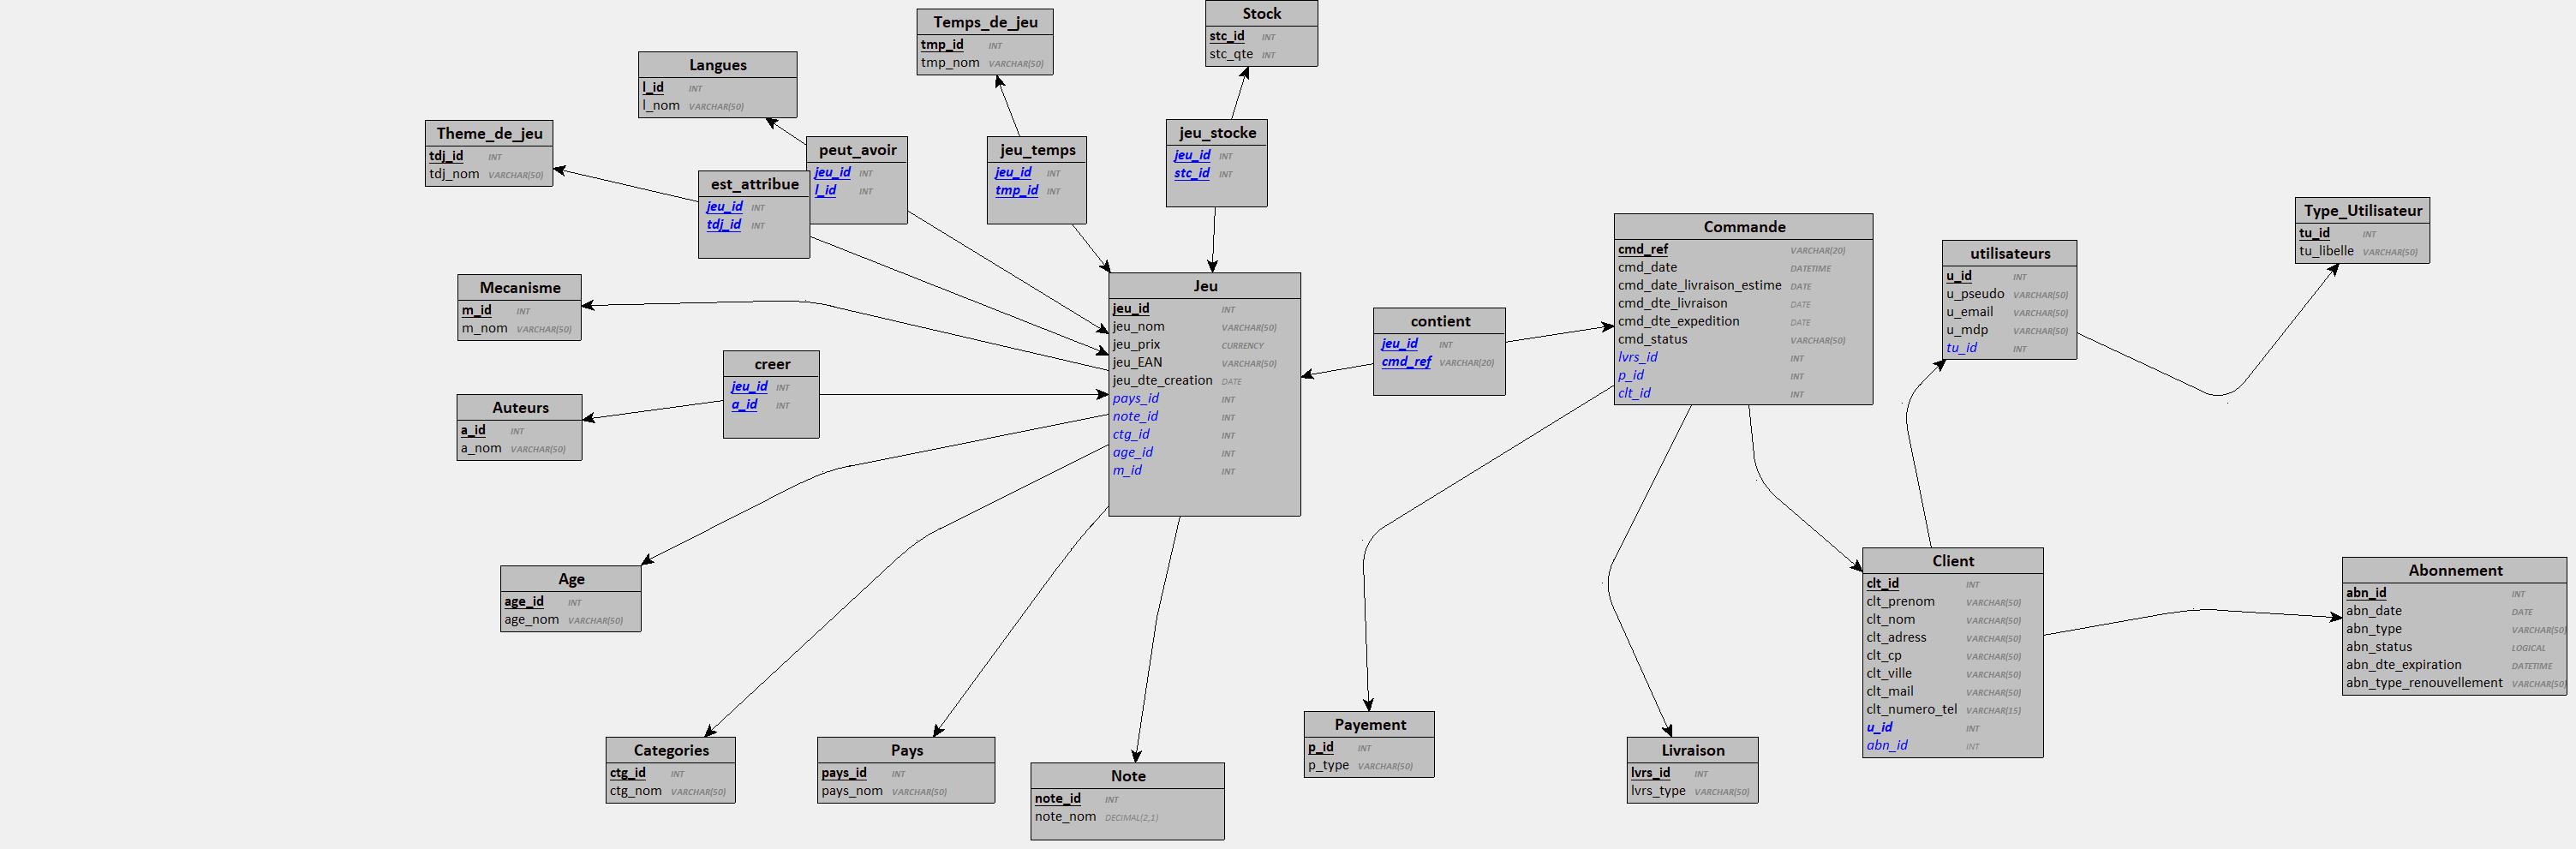 Temps_de_jeu
tmp_id INT
tmp_nom VARCHAR(50)
Stock
stc_id INT
stc_qte INT
Langues
l_id INT
l_nom VARCHAR(50)
Theme_de_jeu
tdj_id INT
tdj_nom VARCHAR(50)
peut_avoir
jeu_id INT
l_id INT
est_attribue
jeu_id INT
tdj_id INT
jeu_temps
jeu_id INT
tmp_id INT
jeu_stocke
jeu_id INT
stc_id INT
Mecanisme
m_id INT
m_nom VARCHAR(50)
creer
jeu_id INT
a_id INT
Auteurs
a_id INT
a_nom VARCHAR(50)
Jeu
jeu_id INT
jeu_nom VARCHAR(50)
jeu_prix CURRENCY
jeu_EAN VARCHAR(50)
jeu_dte_creation DATE
pays_id INT
note_id INT
ctg_id INT
age_id INT
m_id INT
contient
jeu_id INT
cmd_ref VARCHAR(20)
Commande
cmd_ref VARCHAR(20)
cmd_date DATETIME
cmd_date_livraison_estime DATE
cmd_dte_livraison DATE
cmd_dte_expedition DATE
cmd_status VARCHAR(50)
lvrs_id INT
p_id INT
clt_id INT
utilisateurs
u_id INT
u_pseudo VARCHAR(50)
u_email VARCHAR(50)
u_mdp VARCHAR(50)
tu_id INT
Type_Utilisateur
tu_id INT
tu_libelle VARCHAR(50)
Age
age_id INT
age_nom VARCHAR(50)
Categories
ctg_id INT
ctg_nom VARCHAR(50)
Pays
pays_id INT
pays_nom VARCHAR(50)
Note
note_id INT
note_nom DECIMAL(2,1)
Payement
p_id INT
p_type VARCHAR(50)
Livraison
lvrs_id INT
lvrs_type VARCHAR(50)
Client
clt_id INT
clt_prenom VARCHAR(50)
clt_nom VARCHAR(50)
clt_adress VARCHAR(50)
clt_cp VARCHAR(50)
clt_ville VARCHAR(50)
clt_mail VARCHAR(50)
clt_numero_tel VARCHAR(15)
u_id INT
abn_id INT
Abonnement
abn_id INT
abn_date DATE
abn_type VARCHAR(50)
abn_status LOGICAL
abn_dte_expiration DATETIME
abn_type_renouvellement VARCHAR(50)